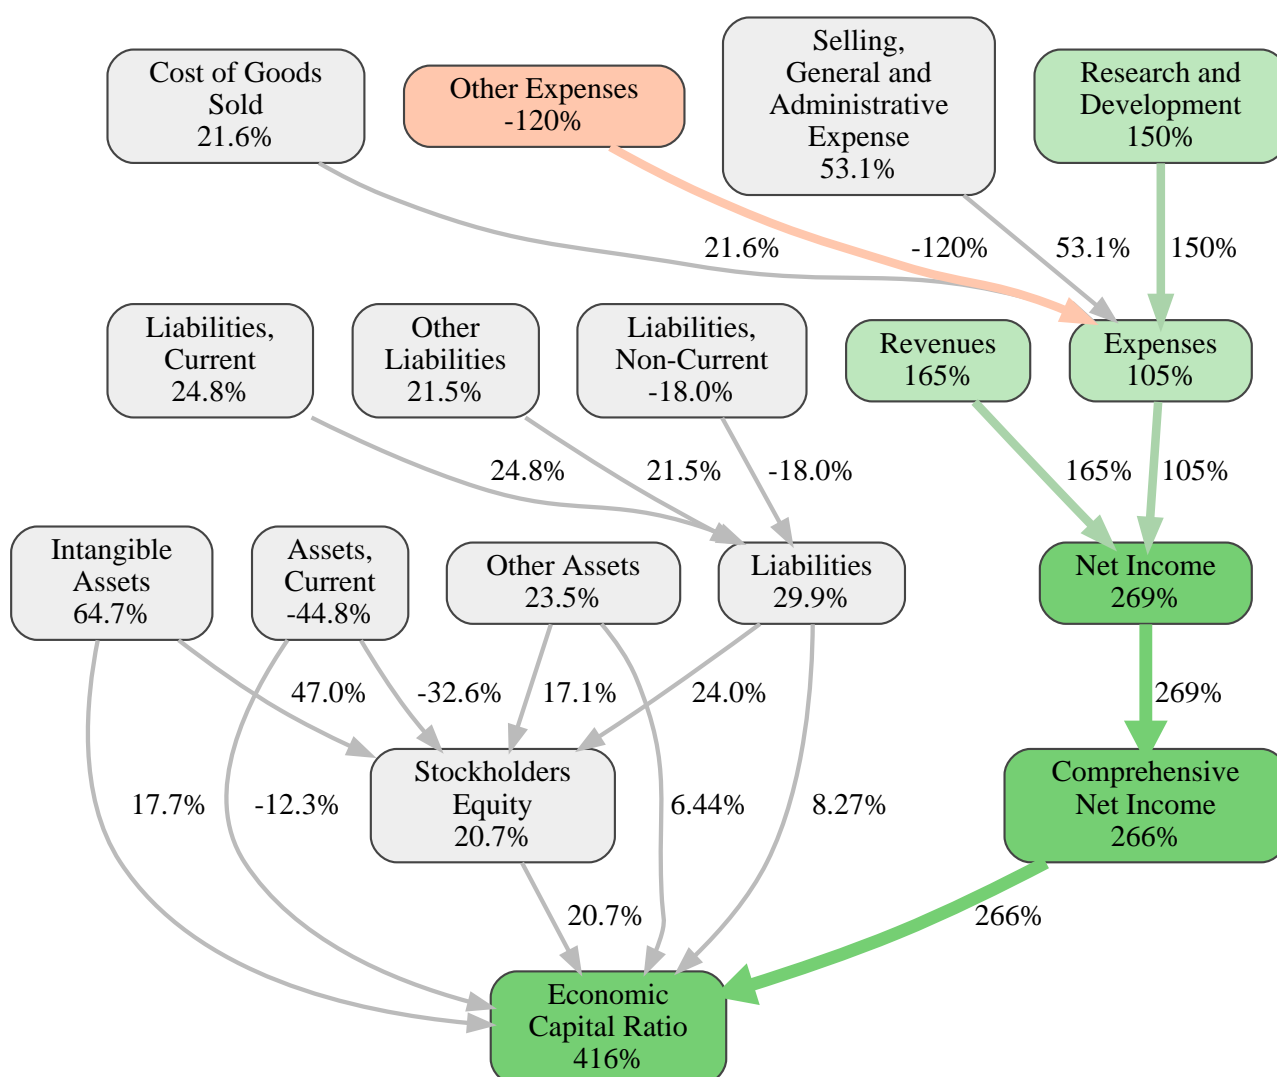 Cost of Goods
Sold
21.6%
Other Expenses
-120%
Selling,
General and
Administrative
Expense
53.1%
Research and
Development
150%
21.6%
-120%
53.1%
150%
Liabilities,
Current
24.8%
Other
Liabilities
21.5%
Liabilities,
Non-Current
-18.0%
Revenues
165%
Expenses
105%
24.8%
21.5%
-18.0%
165%
105%
Intangible
Assets
64.7%
Assets,
Current
-44.8%
Other Assets
23.5%
Liabilities
29.9%
Net Income
269%
47.0%
-32.6%
17.1%
24.0%
269%
Stockholders
Equity
20.7%
Comprehensive
Net Income
266%
17.7%
-12.3%
6.44%
8.27%
20.7%
266%
Economic
Capital Ratio
416%